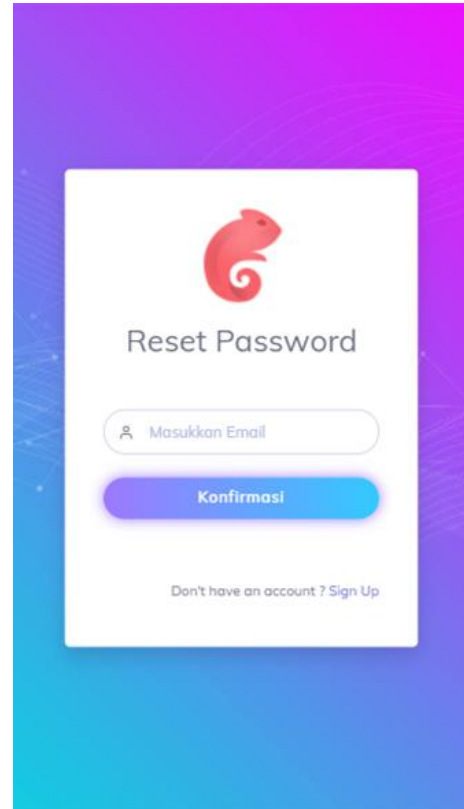 Reset Password
Masukkan Email
Konfirmasi
Don't have an account ? Sign Up